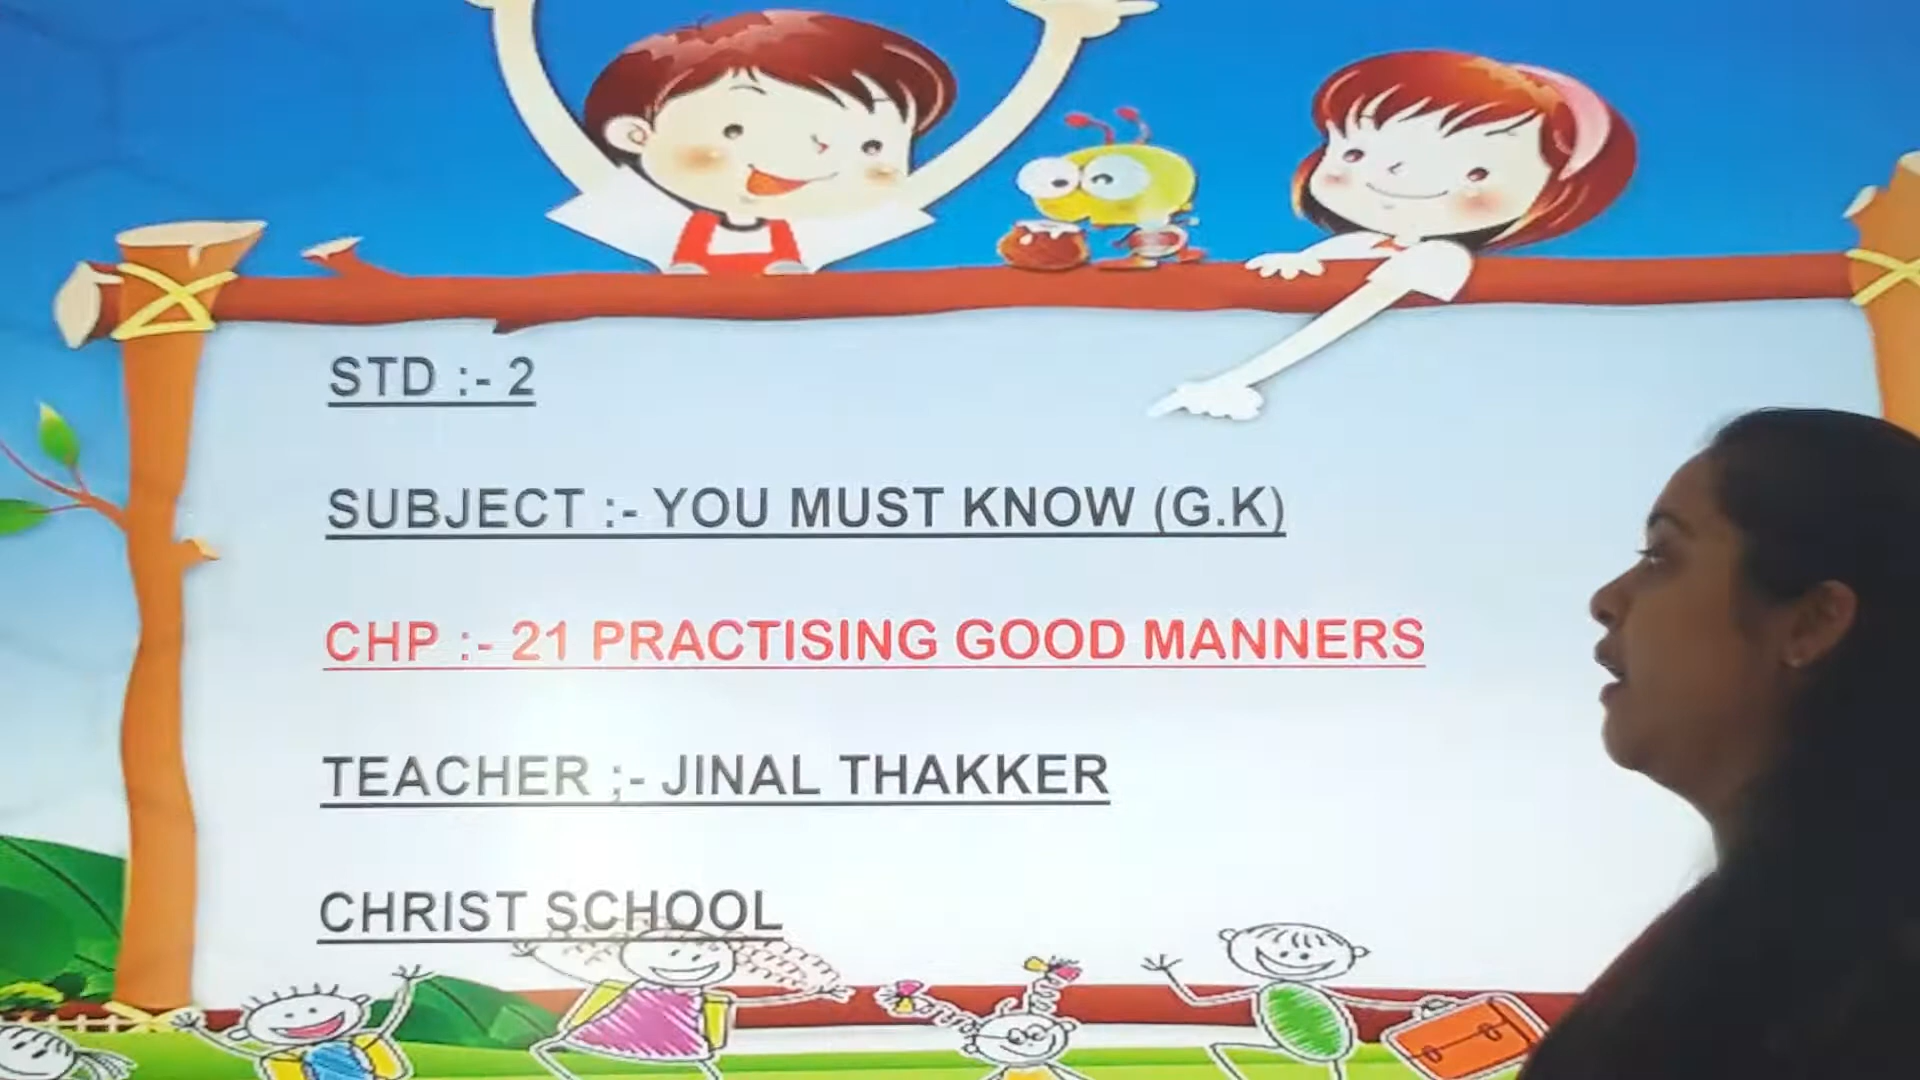 STD :- 2
SUBJECT :- YOU MUST KNOW (G.K)
CHP :- 21 PRACTISING GOOD MANNERS
TEACHER ;- JINAL THAKKER
CHRIST SCHOOL